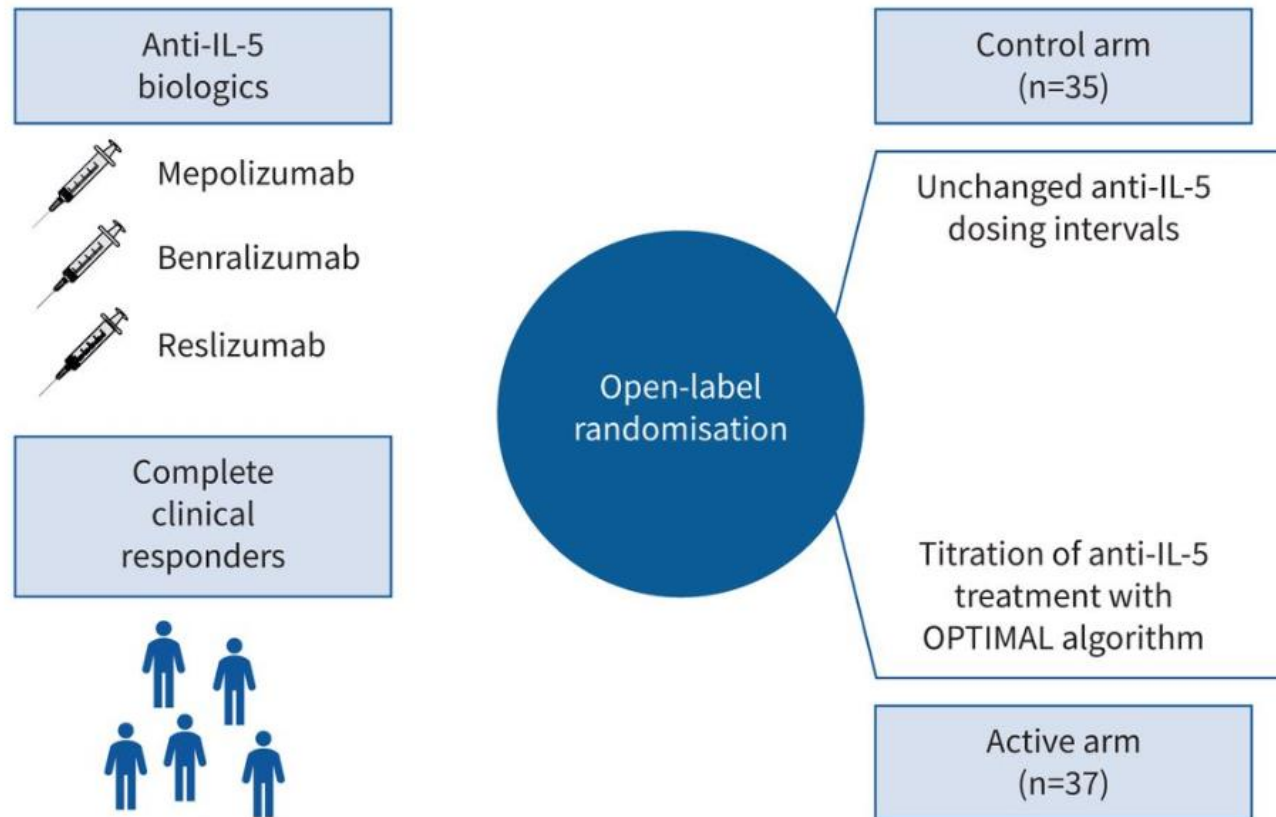 Anti-IL-5
biologics
Mepolizumab
Benralizumab
Reslizumab
Complete
clinical
responders
Open-label
randomisation
Control arm
(n=35)
Unchanged anti-IL-5
dosing intervals
Titration of anti-IL-5
treatment with
OPTIMAL algorithm
Active arm
(n=37)